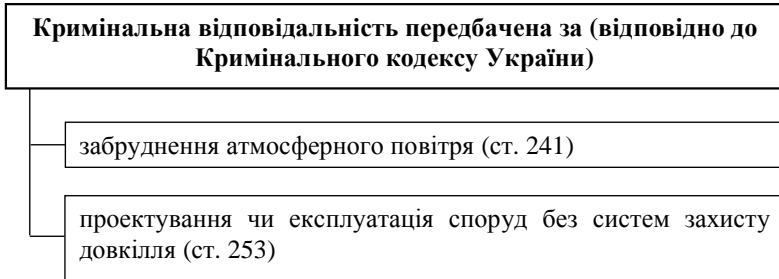 Кримінальна відповідальність передбачена за (відповідно до
Кримінального кодексу України)
забруднення атмосферного повітря (ст. 241)
проектування чи експлуатація споруд без систем захисту
довкілля (ст. 253)